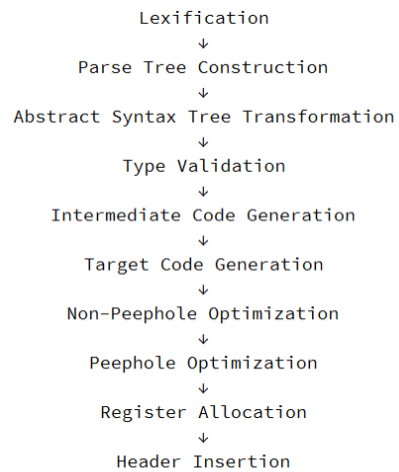 Lexification
↓
Parse Tree Construction
↓
Abstract Syntax Tree Transformation
↓
Type Validation
↓
Intermediate Code Generation
↓
Target Code Generation
↓
Non-Peephole Optimization
↓
Peephole Optimization
↓
Register Allocation
↓
Header Insertion